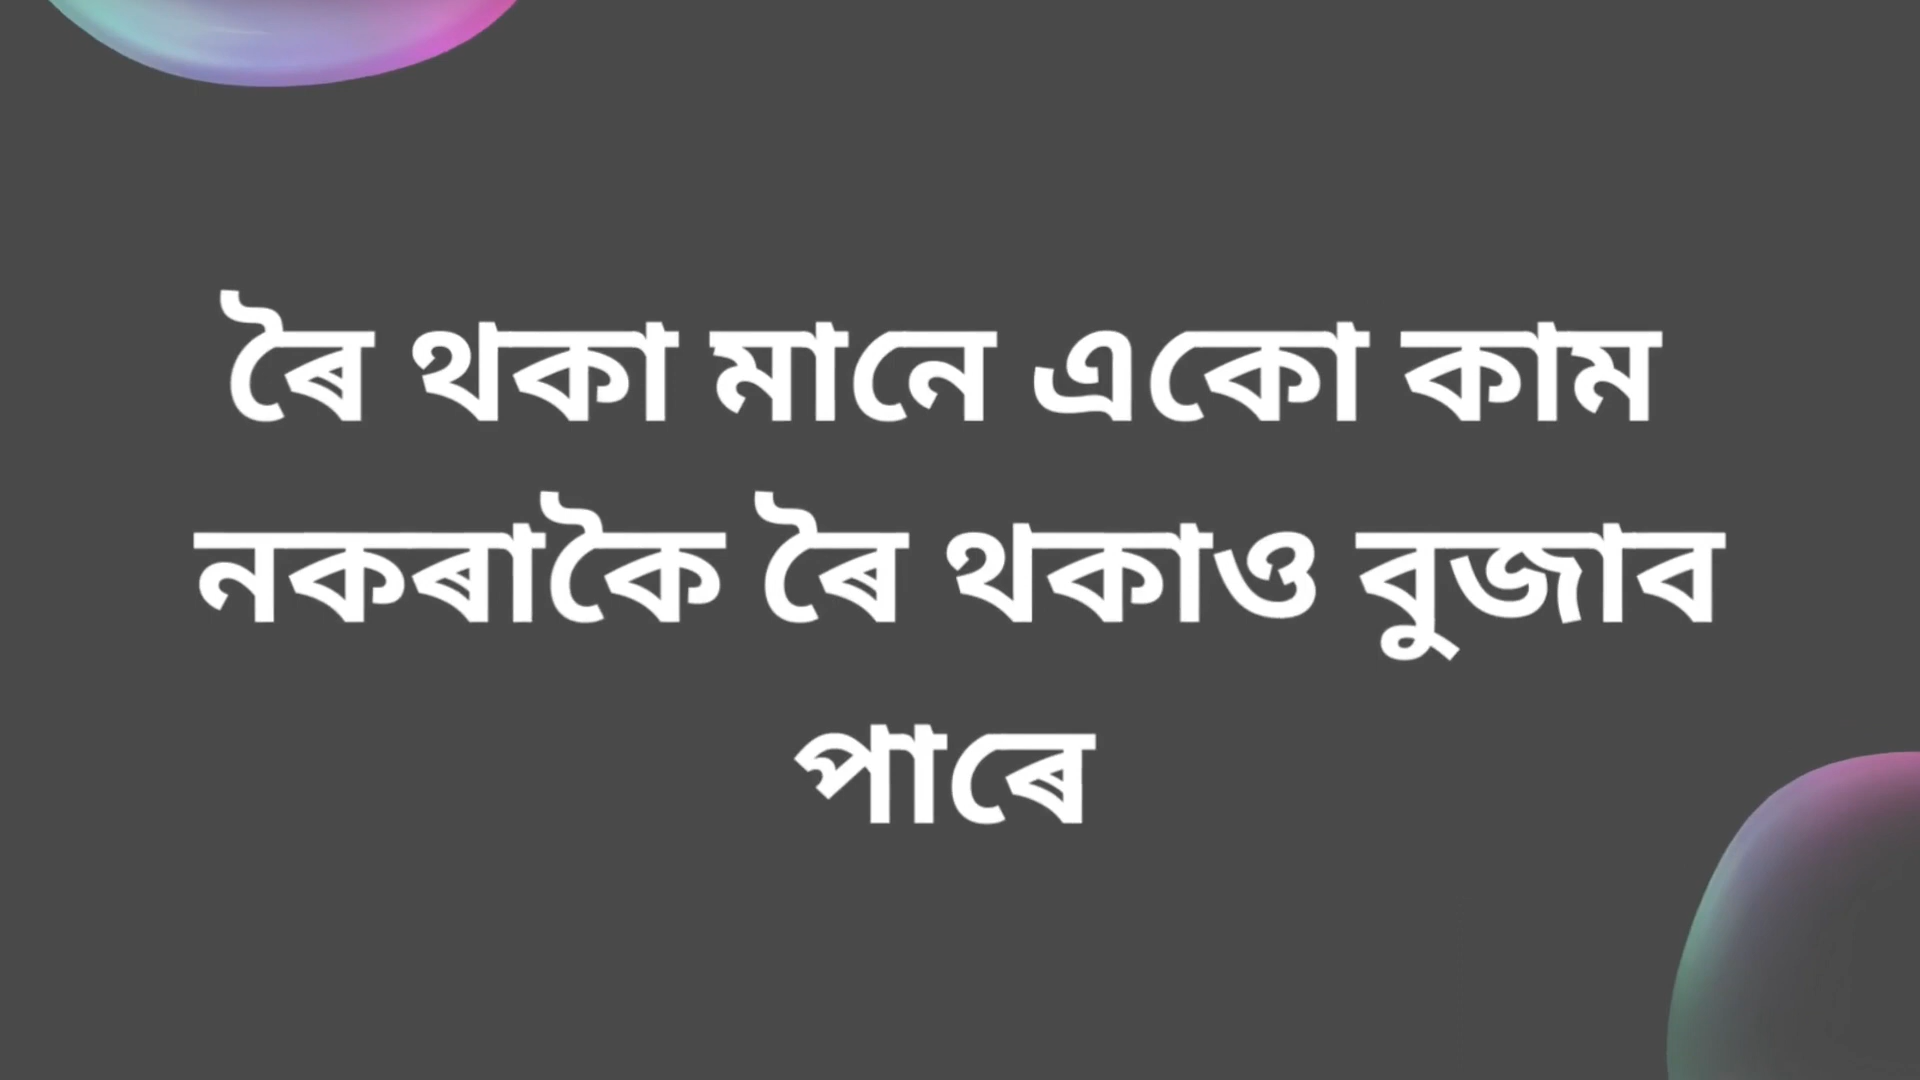 ৰৈ থকা মানে একো কাম
নকৰাকৈ ৰৈ থকাও বুজাব
পাৰে